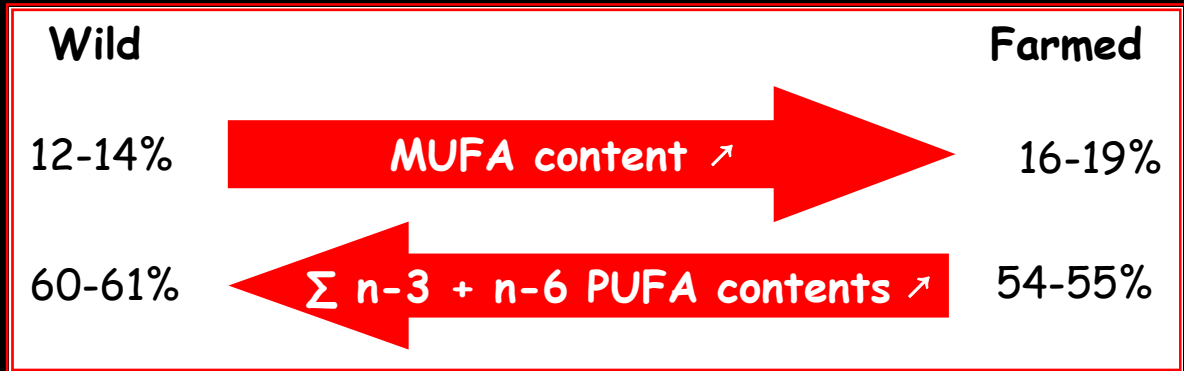 Wild Farmed
12-14% MUFA content ↗ 16-19%
60-61% ∑ n-3 + n-6 PUFA contents ↗ 54-55%